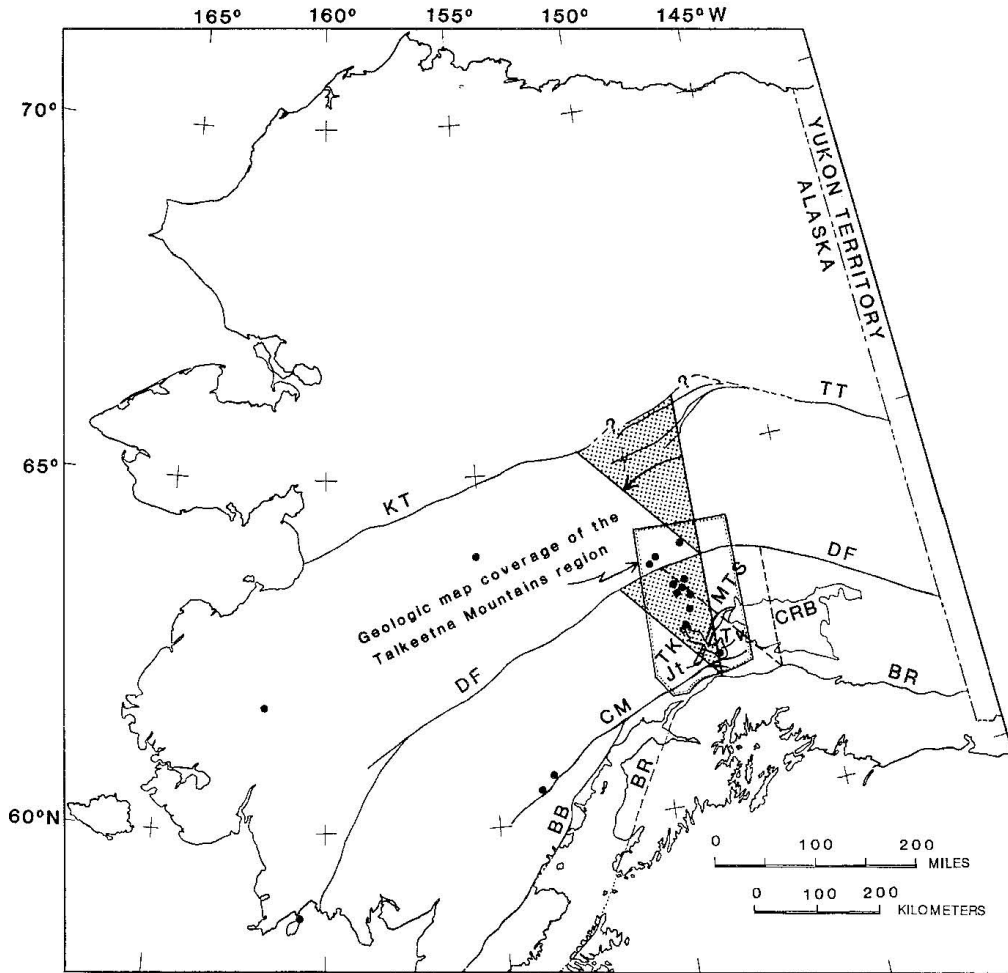 165° 160° 155° 150° 145° W
70°
65°
60° N
YUKON TERRITORY
ALASKA
?
?
TT
KT
Geologic map coverage of the
Talkeetna Mountains region
DF
MTS
CRB
TK
Tv
Jt
DF
BR
CM
BR
BB
0 100 200
MILES
0 100 200
KILOMETERS